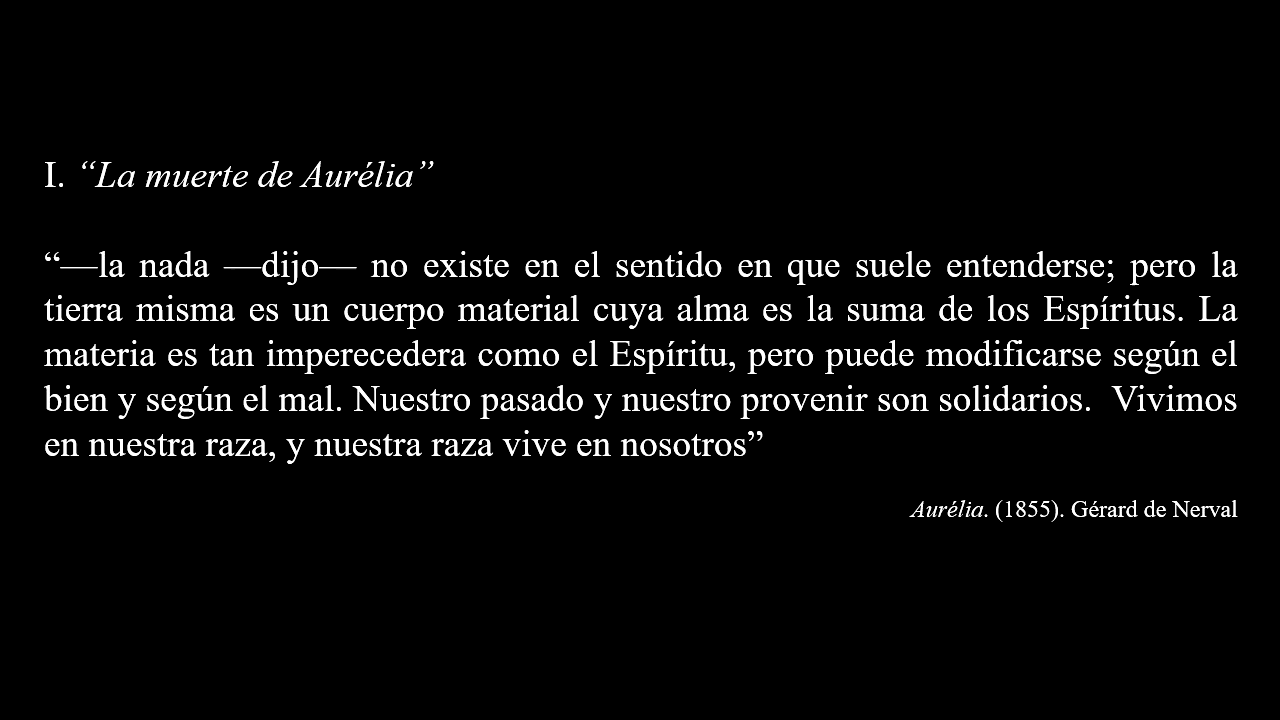 I. “La muerte de Aurélia”
“—la nada —dijo— no existe en el sentido en que suele entenderse; pero la
tierra misma es un cuerpo material cuya alma es la suma de los Espíritus. La
materia es tan imperecedera como el Espíritu, pero puede modificarse según el
bien y según el mal. Nuestro pasado y nuestro provenir son solidarios.  Vivimos
en nuestra raza, y nuestra raza vive en nosotros”
Aurélia. (1855). Gérard de Nerval